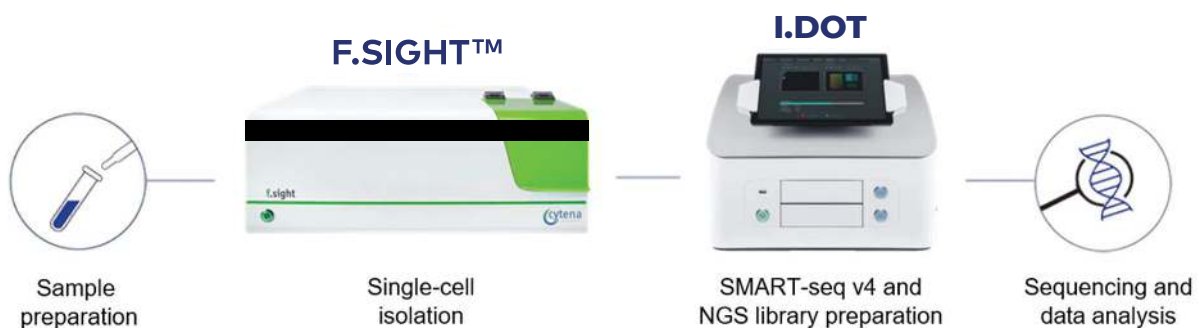 F.SIGHT™
I.DOT
f.sight
cytena
Sample
preparation
Single-cell
isolation
SMART-seq v4 and
NGS library preparation
Sequencing and
data analysis